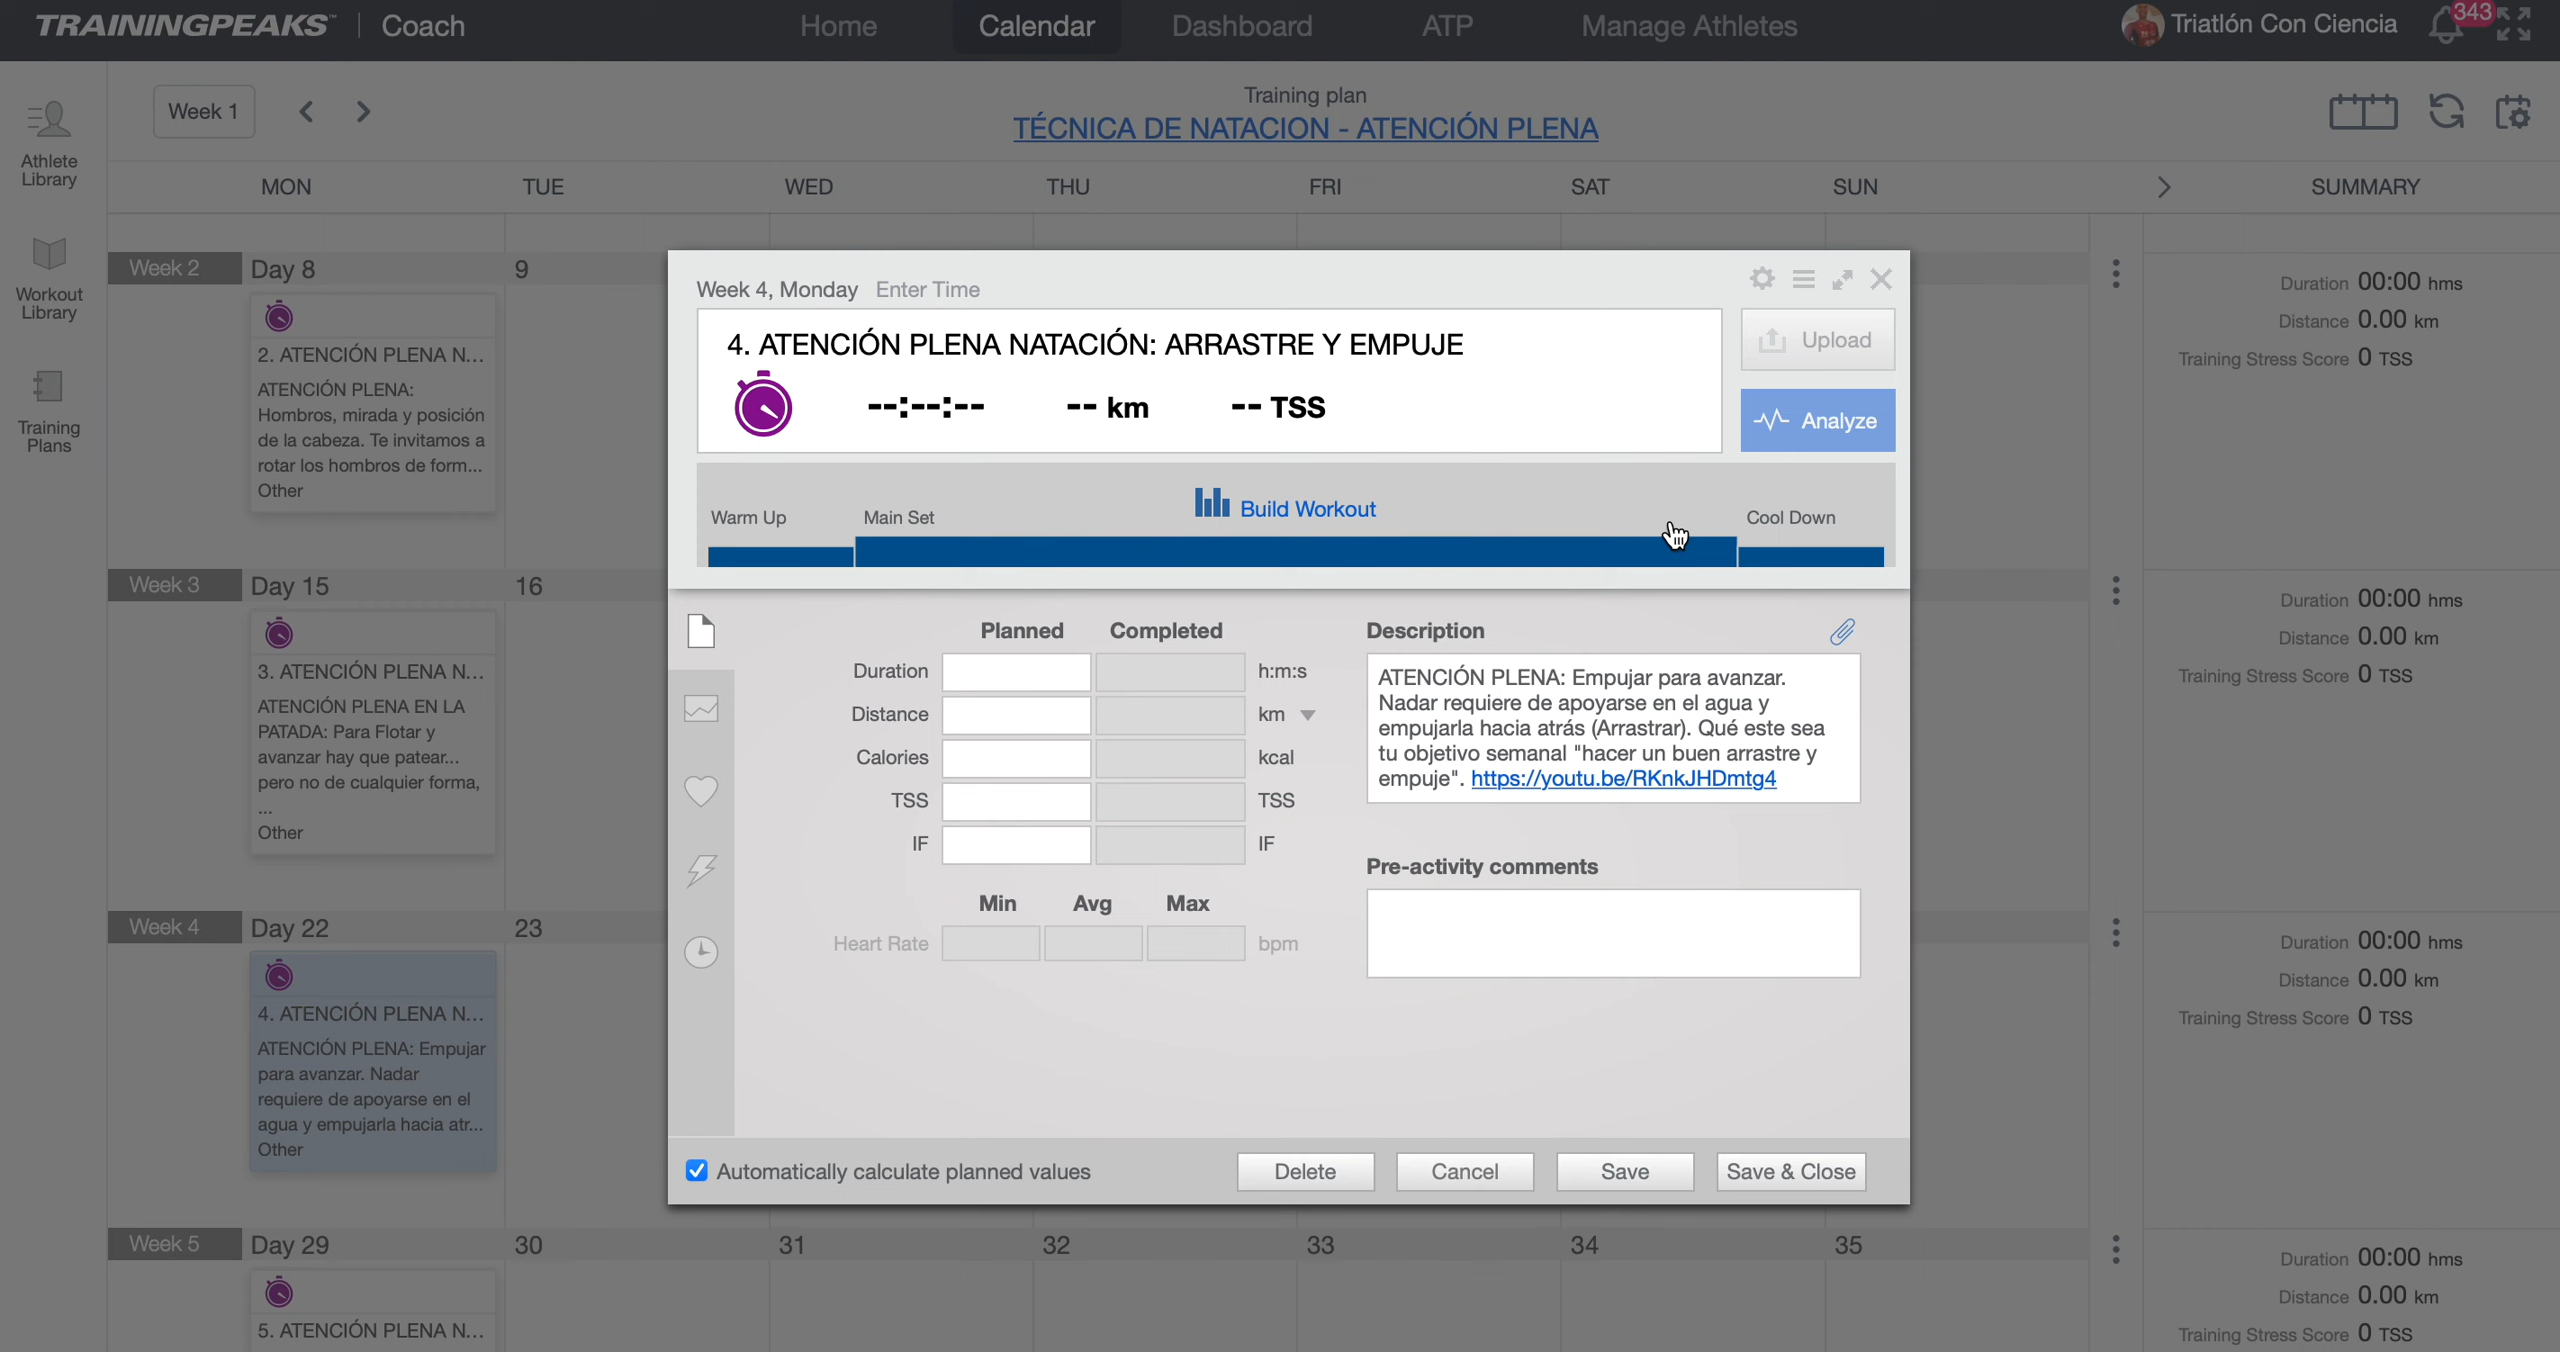 TRAININGPEAKS™ | Coach
Home
Calendar
Dashboard
ATP
Manage Athletes
Triatlón Con Ciencia
343
Athlete
Library
Workout
Library
Training
Plans
Week 1
Training plan
TÉCNICA DE NATACION - ATENCIÓN PLENA
MON
TUE
WED
THU
FRI
SAT
SUN
SUMMARY
Week 2
Day 8
9
2. ATENCIÓN PLENA N...
ATENCIÓN PLENA:
Hombros, mirada y posición
de la cabeza. Te invitamos a
rotar los hombros de form...
Other
Duration 00:00 hms
Distance 0.00 km
Training Stress Score 0 TSS
Week 3
Day 15
16
3. ATENCIÓN PLENA N...
ATENCIÓN PLENA EN LA
PATADA: Para Flotar y
avanzar hay que patear...
pero no de cualquier forma,
...
Other
Duration 00:00 hms
Distance 0.00 km
Training Stress Score 0 TSS
Week 4
Day 22
23
4. ATENCIÓN PLENA N...
ATENCIÓN PLENA: Empujar
para avanzar. Nadar
requiere de apoyarse en el
agua y empujarla hacia atr...
Other
Duration 00:00 hms
Distance 0.00 km
Training Stress Score 0 TSS
Week 5
Day 29
30
31
32
33
34
35
5. ATENCIÓN PLENA N...
Duration 00:00 hms
Distance 0.00 km
Training Stress Score 0 TSS
Week 4, Monday Enter Time
4. ATENCIÓN PLENA NATACIÓN: ARRASTRE Y EMPUJE
--:--:--
-- km
-- TSS
Upload
Analyze
Build Workout
Warm Up
Main Set
Cool Down
Planned
Completed
Duration
h:m:s
Distance
km
Calories
kcal
TSS
TSS
IF
IF
Min
Avg
Max
Heart Rate
bpm
Description
ATENCIÓN PLENA: Empujar para avanzar.
Nadar requiere de apoyarse en el agua y
empujarla hacia atrás (Arrastrar). Qué este sea
tu objetivo semanal "hacer un buen arrastre y
empuje". https://youtu.be/RKnkJHDmtg4
Pre-activity comments
Automatically calculate planned values
Delete
Cancel
Save
Save & Close